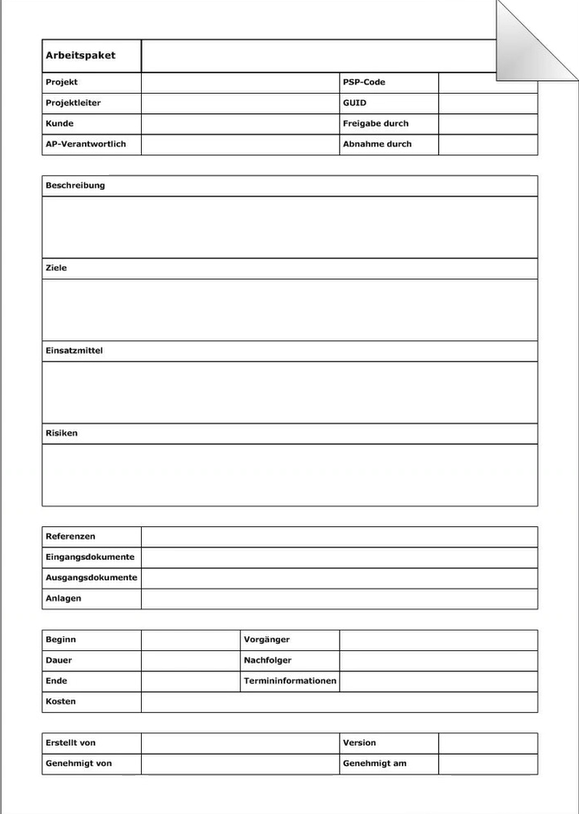 Arbeitspaket
Projekt PSP-Code
Projektleiter GUID
Kunde Freigabe durch
AP-Verantwortlich Abnahme durch
Beschreibung
Ziele
Einsatzmittel
Risiken
Referenzen
Eingangsdokumente
Ausgangsdokumente
Anlagen
Beginn Vorgänger
Dauer Nachfolger
Ende Termininformationen
Kosten
Erstellt von Version
Genehmigt von Genehmigt am